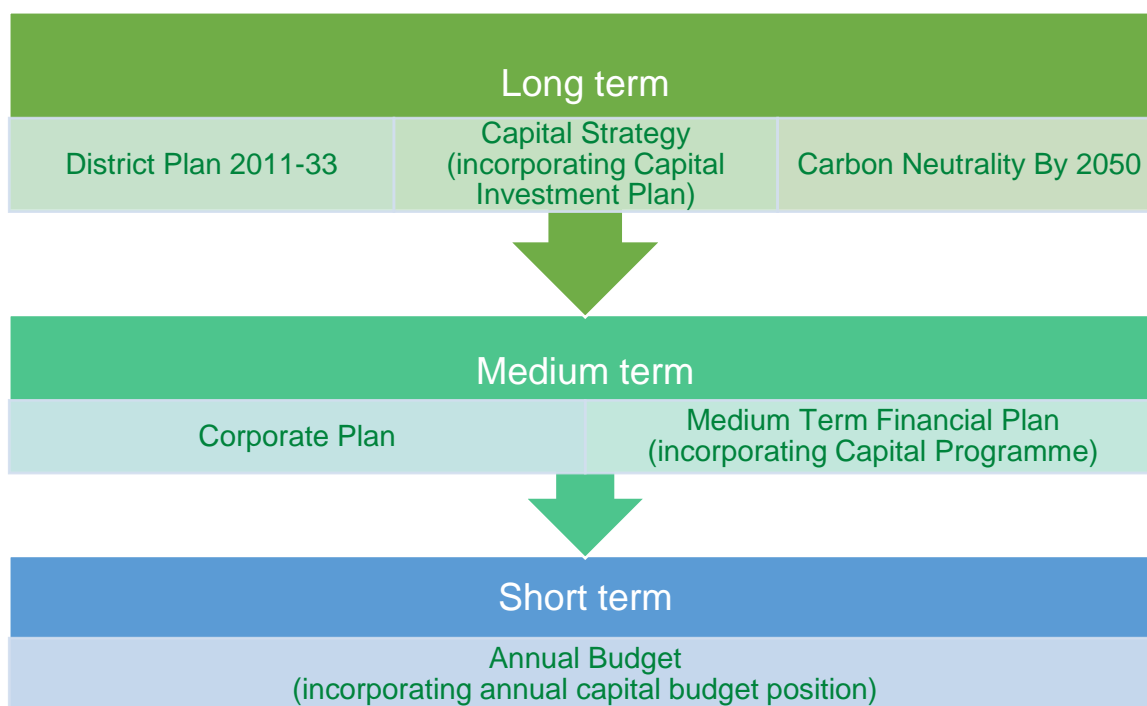 Long term
District Plan 2011-33
Capital Strategy
(incorporating Capital
Investment Plan)
Carbon Neutrality By 2050
Medium term
Corporate Plan
Medium Term Financial Plan
(incorporating Capital Programme)
Short term
Annual Budget
(incorporating annual capital budget position)